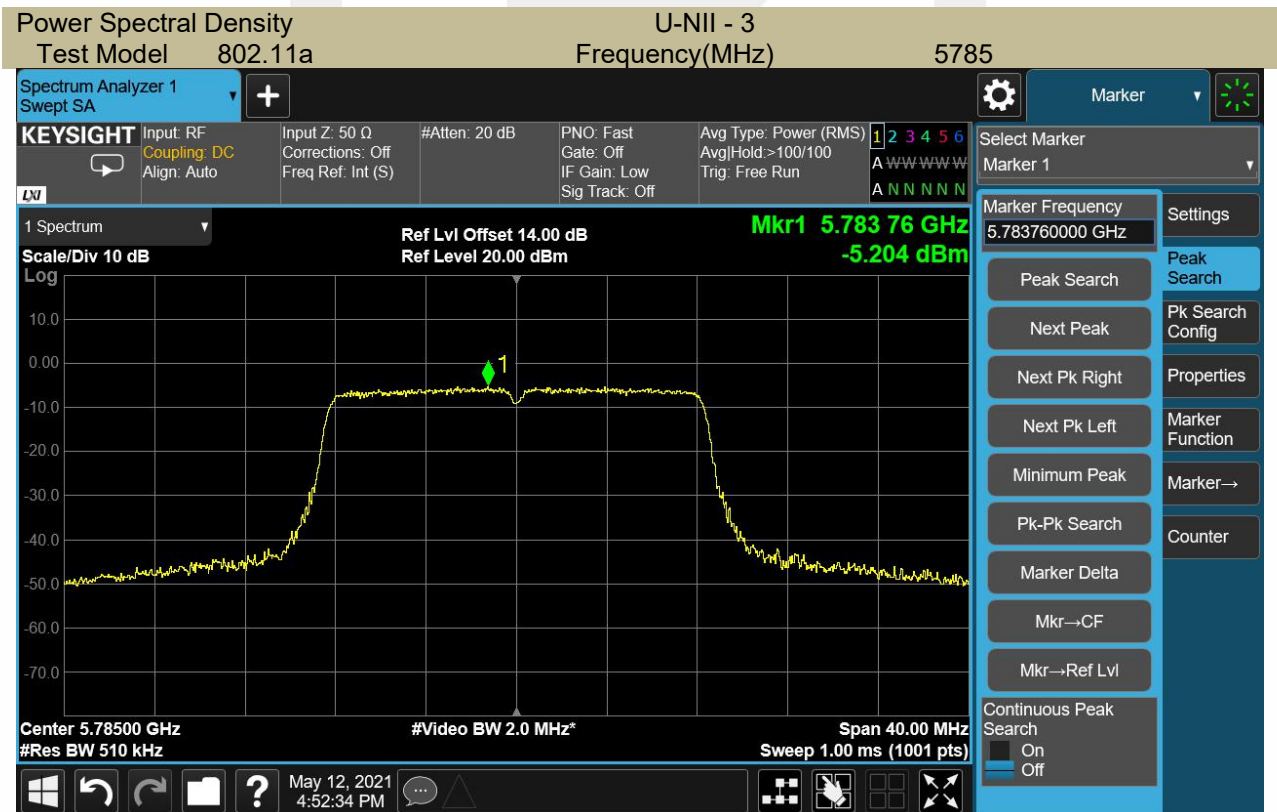 Power Spectral Density U-NII - 3
Test Model 802.11a Frequency(MHz) 5785
Spectrum Analyzer 1
Swept SA
+
Marker
KEYSIGHT
LXI
Input: RF
Coupling: DC
Align: Auto
Input Z: 50 Ω
Corrections: Off
Freq Ref: Int (S)
#Atten: 20 dB
PNO: Fast
Gate: Off
IF Gain: Low
Sig Track: Off
Avg Type: Power (RMS)
Avg|Hold:>100/100
Trig: Free Run
1 2 3 4 5 6
A W W W W W
A N N N N N
Select Marker
Marker 1
1 Spectrum
Scale/Div 10 dB
Log
Ref Lvl Offset 14.00 dB
Ref Level 20.00 dBm
Mkr1 5.783 76 GHz
-5.204 dBm
10.0
0.00
-10.0
-20.0
-30.0
-40.0
-50.0
-60.0
-70.0
1
Center 5.78500 GHz
#Res BW 510 kHz
#Video BW 2.0 MHz*
Span 40.00 MHz
Sweep 1.00 ms (1001 pts)
Marker Frequency
5.783760000 GHz
Peak Search
Next Peak
Next Pk Right
Next Pk Left
Minimum Peak
Pk-Pk Search
Marker Delta
Mkr→CF
Mkr→Ref Lvl
Continuous Peak
Search
On
Off
Settings
Peak
Search
Pk Search
Config
Properties
Marker
Function
Marker→
Counter
?
May 12, 2021
4:52:34 PM